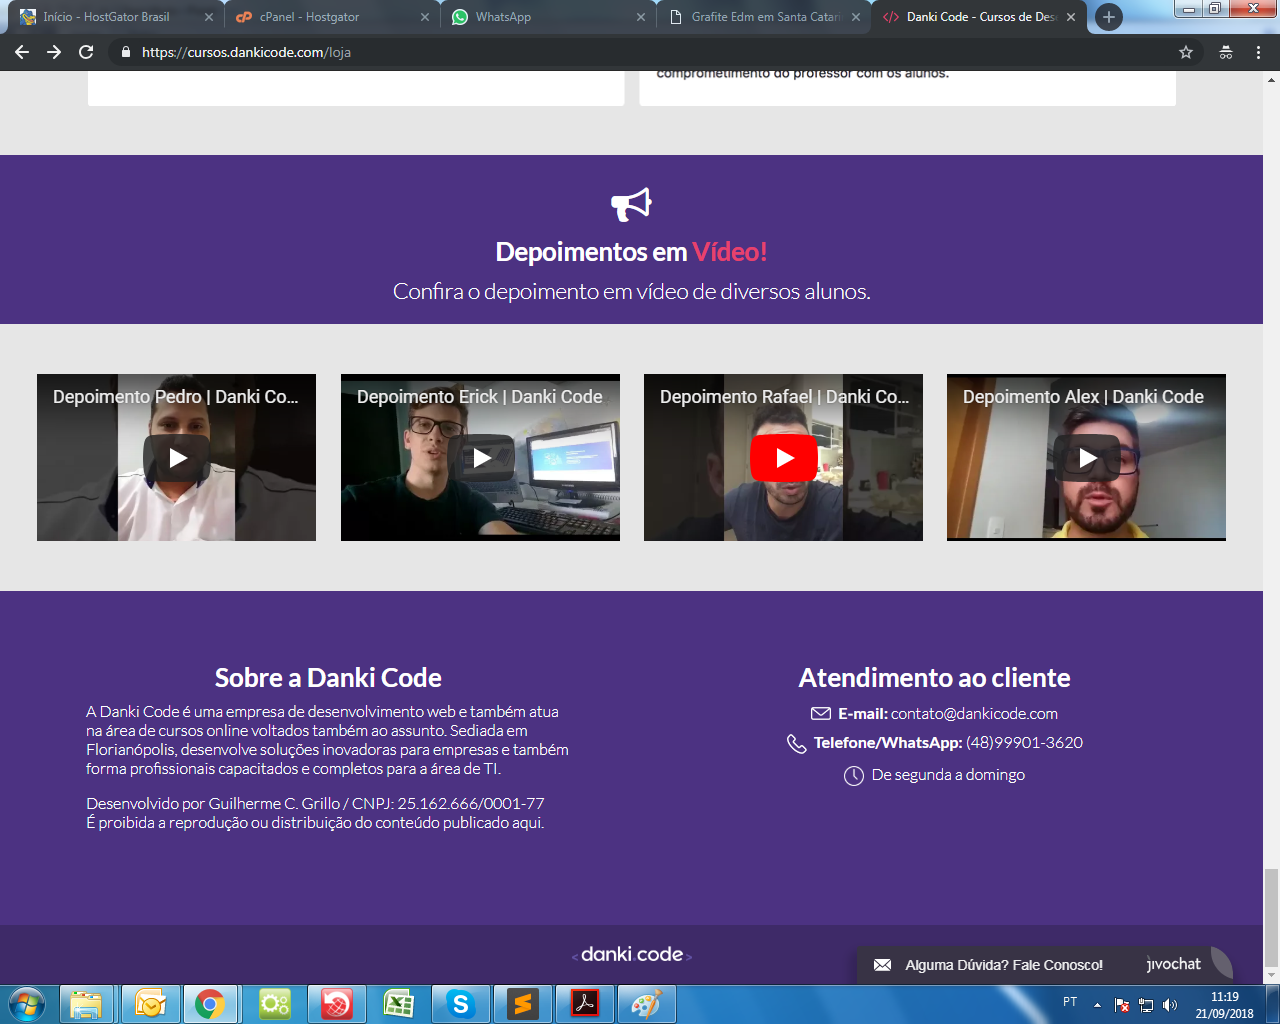 Início - HostGator Brasil
cPanel - Hostgator
WhatsApp
Grafite Edm em Santa Catari
Danki Code - Cursos de Des
https://cursos.dankicode.com/loja
comprometimento do professor com os alunos.
Depoimentos em Vídeo!
Confira o depoimento em vídeo de diversos alunos.
Depoimento Pedro | Danki Co...
Depoimento Erick | Danki Code
Depoimento Rafael | Danki Co...
Depoimento Alex | Danki Code
Sobre a Danki Code
A Danki Code é uma empresa de desenvolvimento web e também atua
na área de cursos online voltados também ao assunto. Sediada em
Florianópolis, desenvolve soluções inovadoras para empresas e também
forma profissionais capacitados e completos para a área de TI.
Desenvolvido por Guilherme C. Grillo / CNPJ: 25.162.666/0001-77
É proibida a reprodução ou distribuição do conteúdo publicado aqui.
Atendimento ao cliente
E-mail: contato@dankicode.com
Telefone/WhatsApp: (48)99901-3620
De segunda a domingo
<danki.code>
Alguma Dúvida? Fale Conosco!
jivochat
PT
11:19
21/09/2018